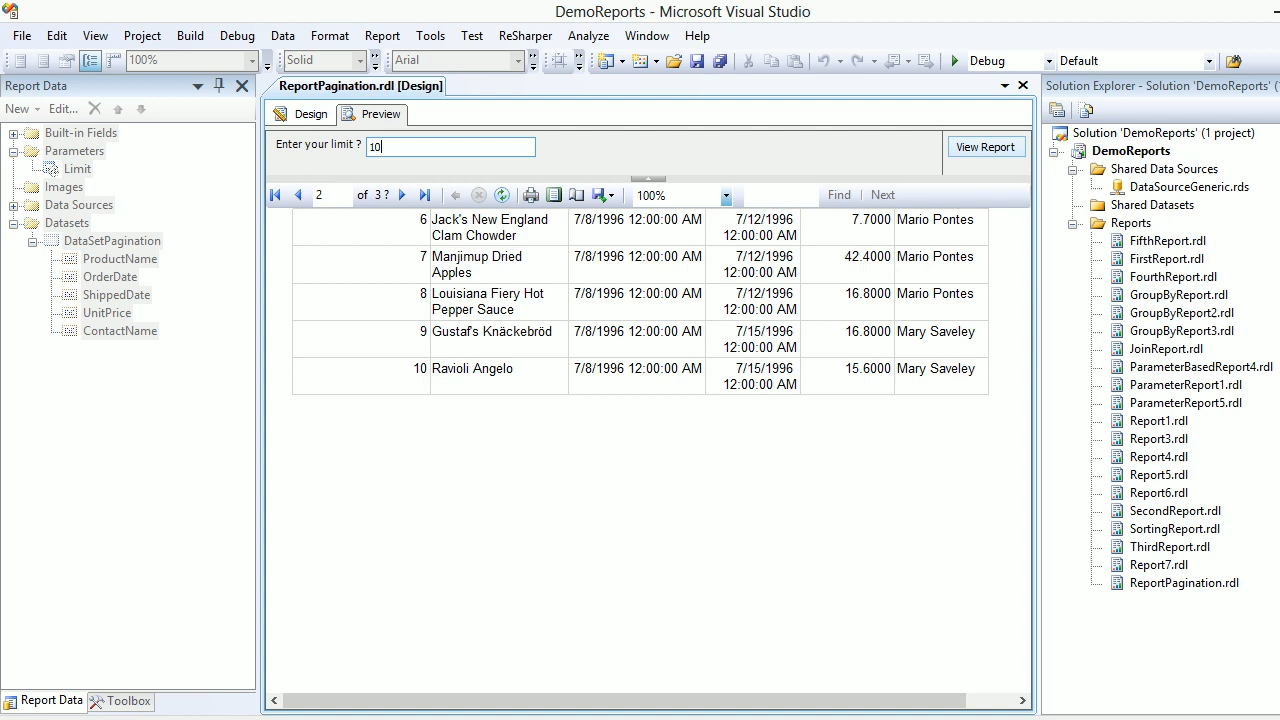 DemoReports - Microsoft Visual Studio
File Edit View Project Build Debug Data Format Report Tools Test ReSharper Analyze Window Help
100% Solid Arial Debug Default
Report Data
New Edit...
Built-in Fields
Parameters
Limit
Images
Data Sources
Datasets
DataSetPagination
ProductName
OrderDate
ShippedDate
UnitPrice
ContactName
Report Data Toolbox
ReportPagination.rdl [Design]
Design Preview
Enter your limit ? 10 View Report
2 of 3 ? 100% Find | Next
6 Jack's New England 7/8/1996 12:00:00 AM 7/12/1996 7.7000 Mario Pontes
Clam Chowder 12:00:00 AM
7 Manjimup Dried 7/8/1996 12:00:00 AM 7/12/1996 42.4000 Mario Pontes
Apples 12:00:00 AM
8 Louisiana Fiery Hot 7/8/1996 12:00:00 AM 7/12/1996 16.8000 Mario Pontes
Pepper Sauce 12:00:00 AM
9 Gustaf's Knäckebröd 7/8/1996 12:00:00 AM 7/15/1996 16.8000 Mary Saveley
12:00:00 AM
10 Ravioli Angelo 7/8/1996 12:00:00 AM 7/15/1996 15.6000 Mary Saveley
12:00:00 AM
Solution Explorer - Solution 'DemoReports' (1
Solution 'DemoReports' (1 project)
DemoReports
Shared Data Sources
DataSourceGeneric.rds
Shared Datasets
Reports
FifthReport.rdl
FirstReport.rdl
FourthReport.rdl
GroupByReport.rdl
GroupByReport2.rdl
GroupByReport3.rdl
JoinReport.rdl
ParameterBasedReport4.rdl
ParameterReport1.rdl
ParameterReport5.rdl
Report1.rdl
Report3.rdl
Report4.rdl
Report5.rdl
Report6.rdl
SecondReport.rdl
SortingReport.rdl
ThirdReport.rdl
Report7.rdl
ReportPagination.rdl